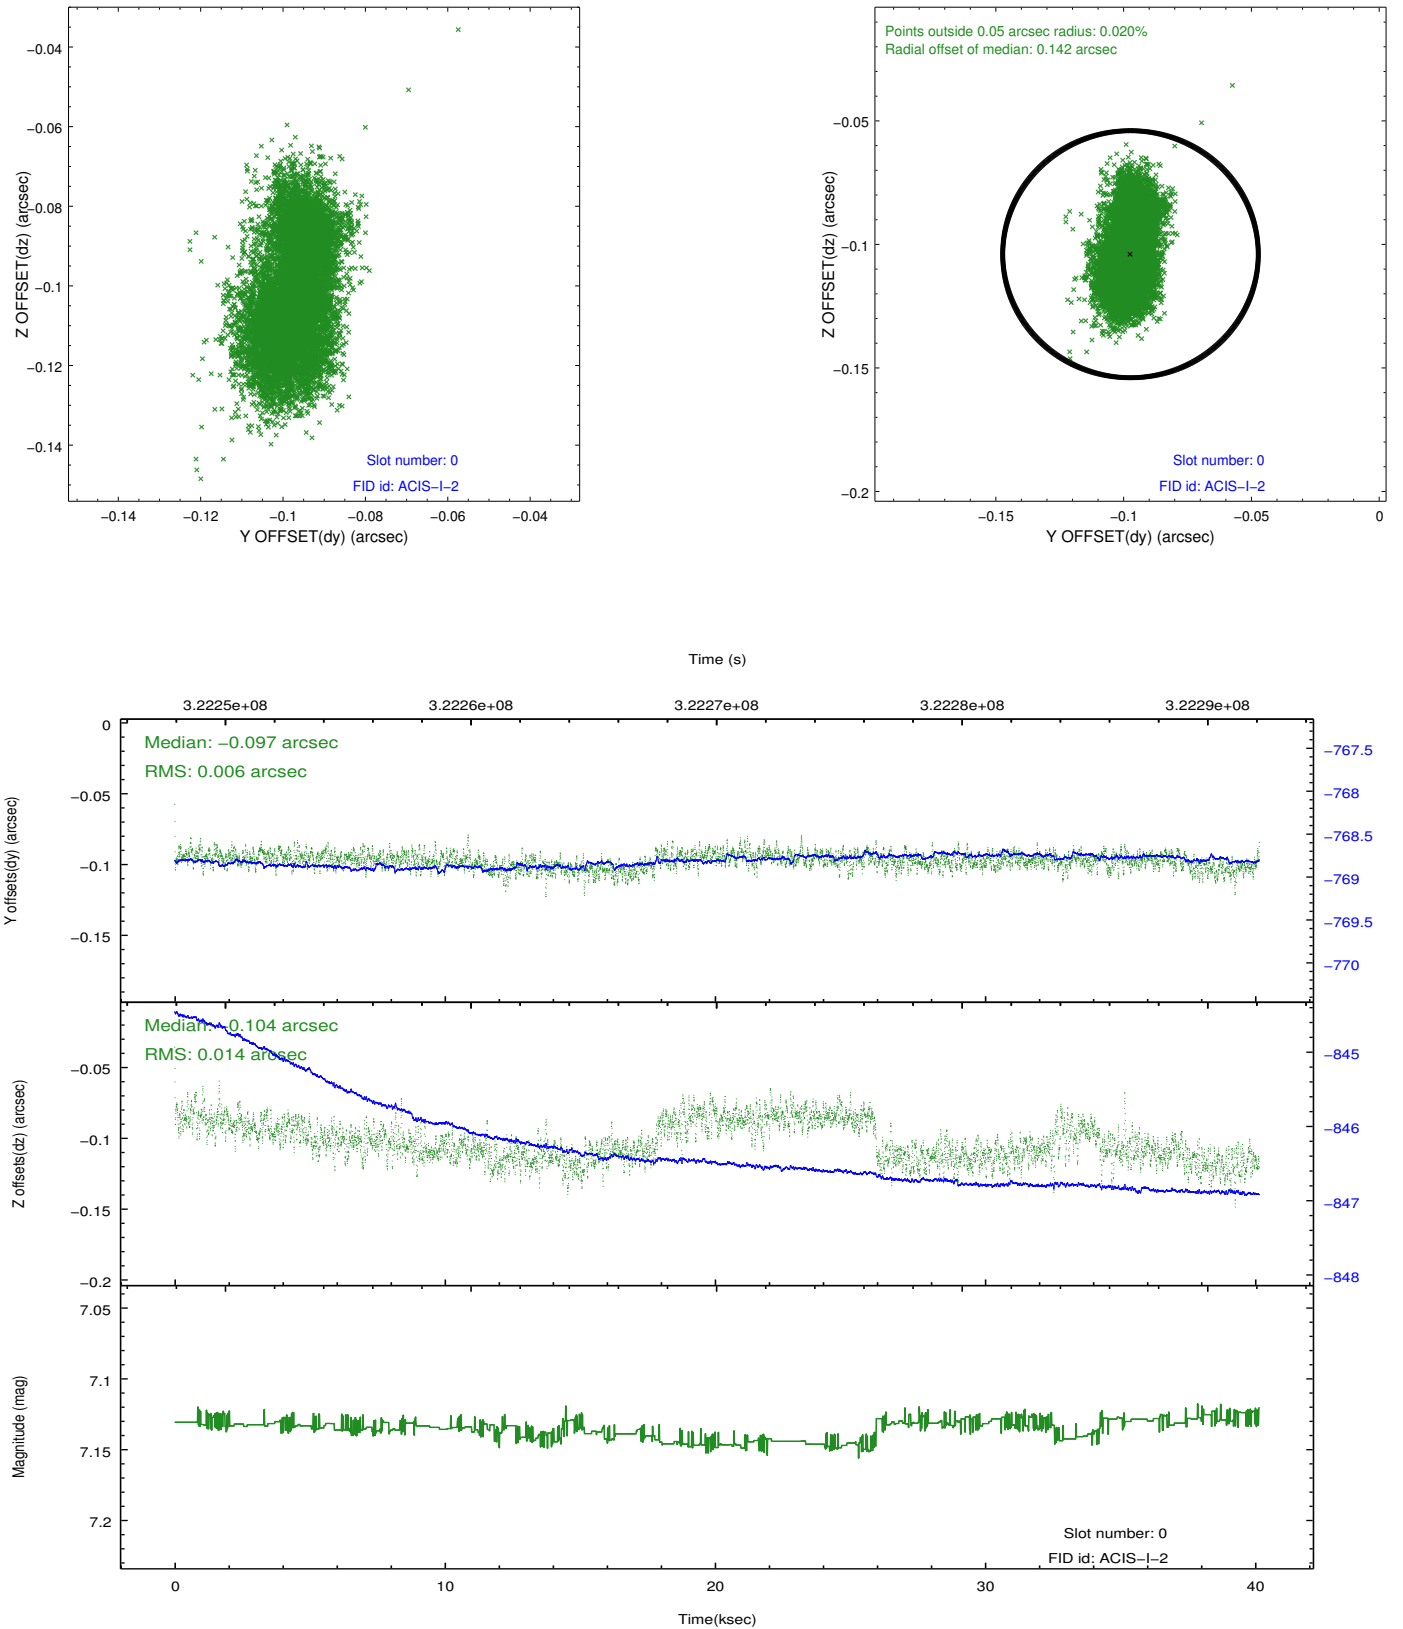 −0.04
−0.06
−0.08
−0.1
−0.12
−0.14
Z OFFSET(dz) (arcsec)
Slot number: 0
FID id: ACIS−I−2
−0.14 −0.12 −0.1 −0.08 −0.06 −0.04
Y OFFSET(dy) (arcsec)
Points outside 0.05 arcsec radius: 0.020%
Radial offset of median: 0.142 arcsec
−0.05
−0.1
−0.15
−0.2
Z OFFSET(dz) (arcsec)
Slot number: 0
FID id: ACIS−I−2
−0.15 −0.1 −0.05 0
Y OFFSET(dy) (arcsec)
Time (s)
3.2225e+08 3.2226e+08 3.2227e+08 3.2228e+08 3.2229e+08
Median: −0.097 arcsec
RMS: 0.006 arcsec
0
−0.05
−0.1
−0.15
Y offsets(dy) (arcsec)
−767.5
−768
−768.5
−769
−769.5
−770
Median: −0.104 arcsec
RMS: 0.014 arcsec
−0.05
−0.1
−0.15
−0.2
Z offsets(dz) (arcsec)
−845
−846
−847
−848
7.05
7.1
7.15
7.2
Magnitude (mag)
Slot number: 0
FID id: ACIS−I−2
0 10 20 30 40
Time(ksec)